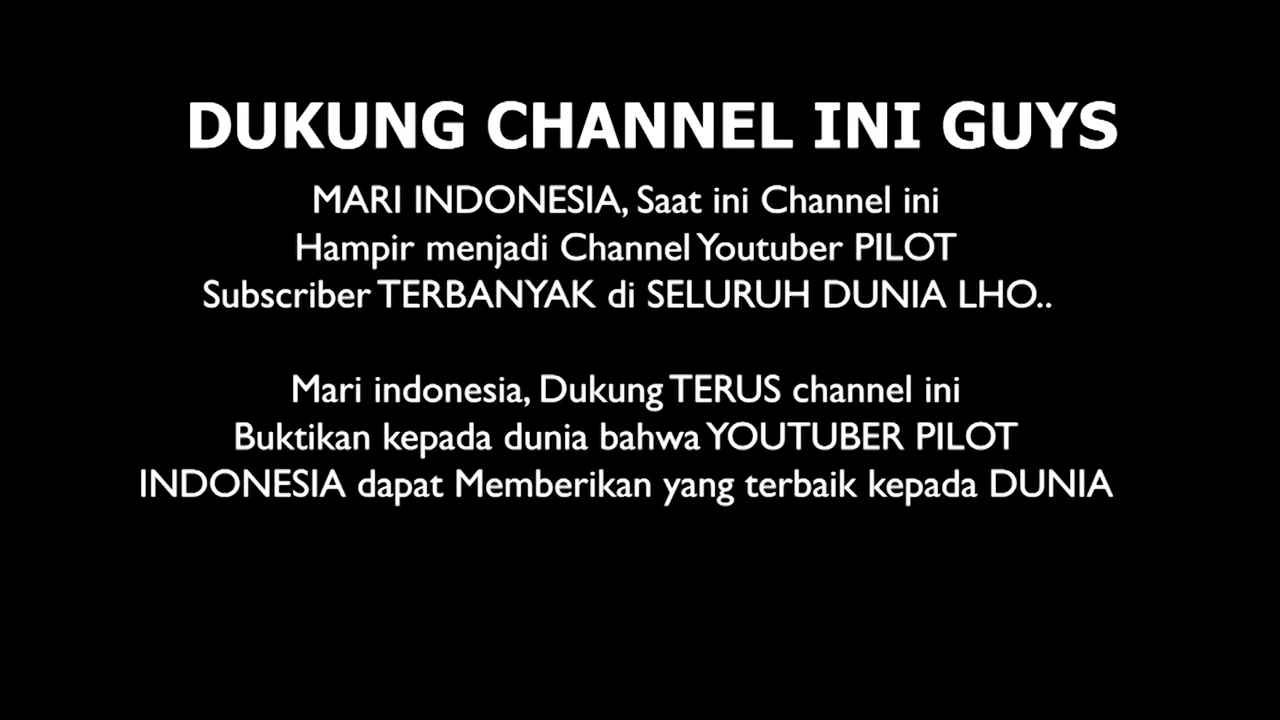 DUKUNG CHANNEL INI GUYS
MARI INDONESIA, Saat ini Channel ini
Hampir menjadi Channel Youtuber PILOT
Subscriber TERBANYAK di SELURUH DUNIA LHO..
Mari indonesia, Dukung TERUS channel ini
Buktikan kepada dunia bahwa YOUTUBER PILOT
INDONESIA dapat Memberikan yang terbaik kepada DUNIA